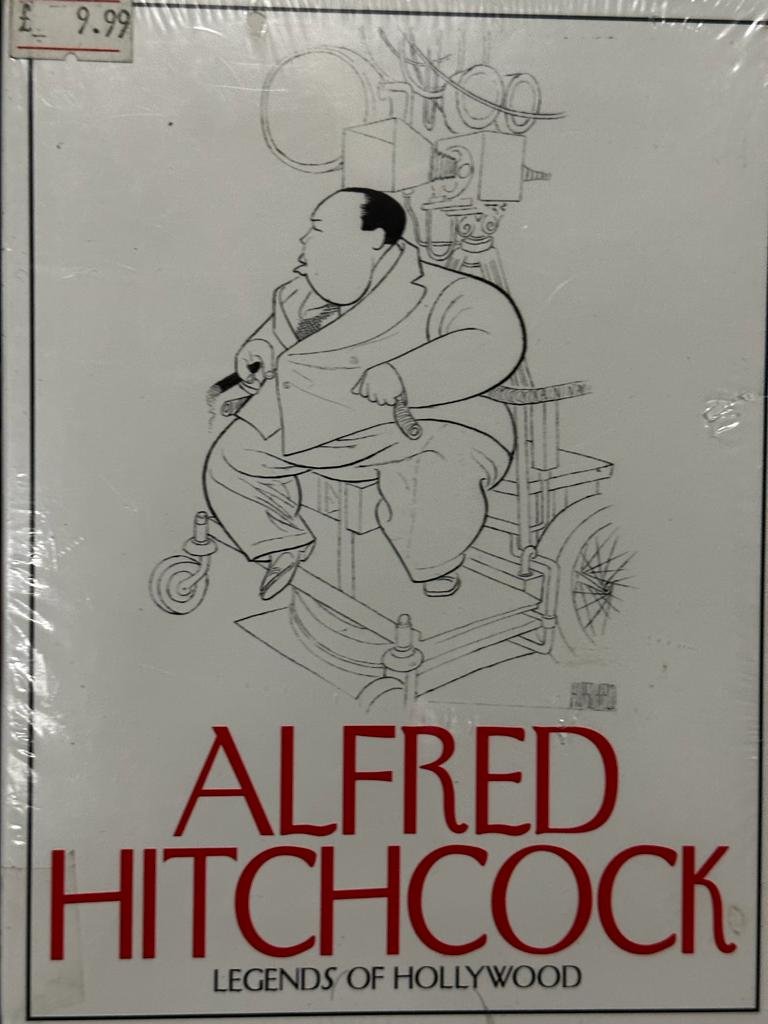 £ 9.99
ALFRED
HITCHCOCK
LEGENDS OF HOLLYWOOD